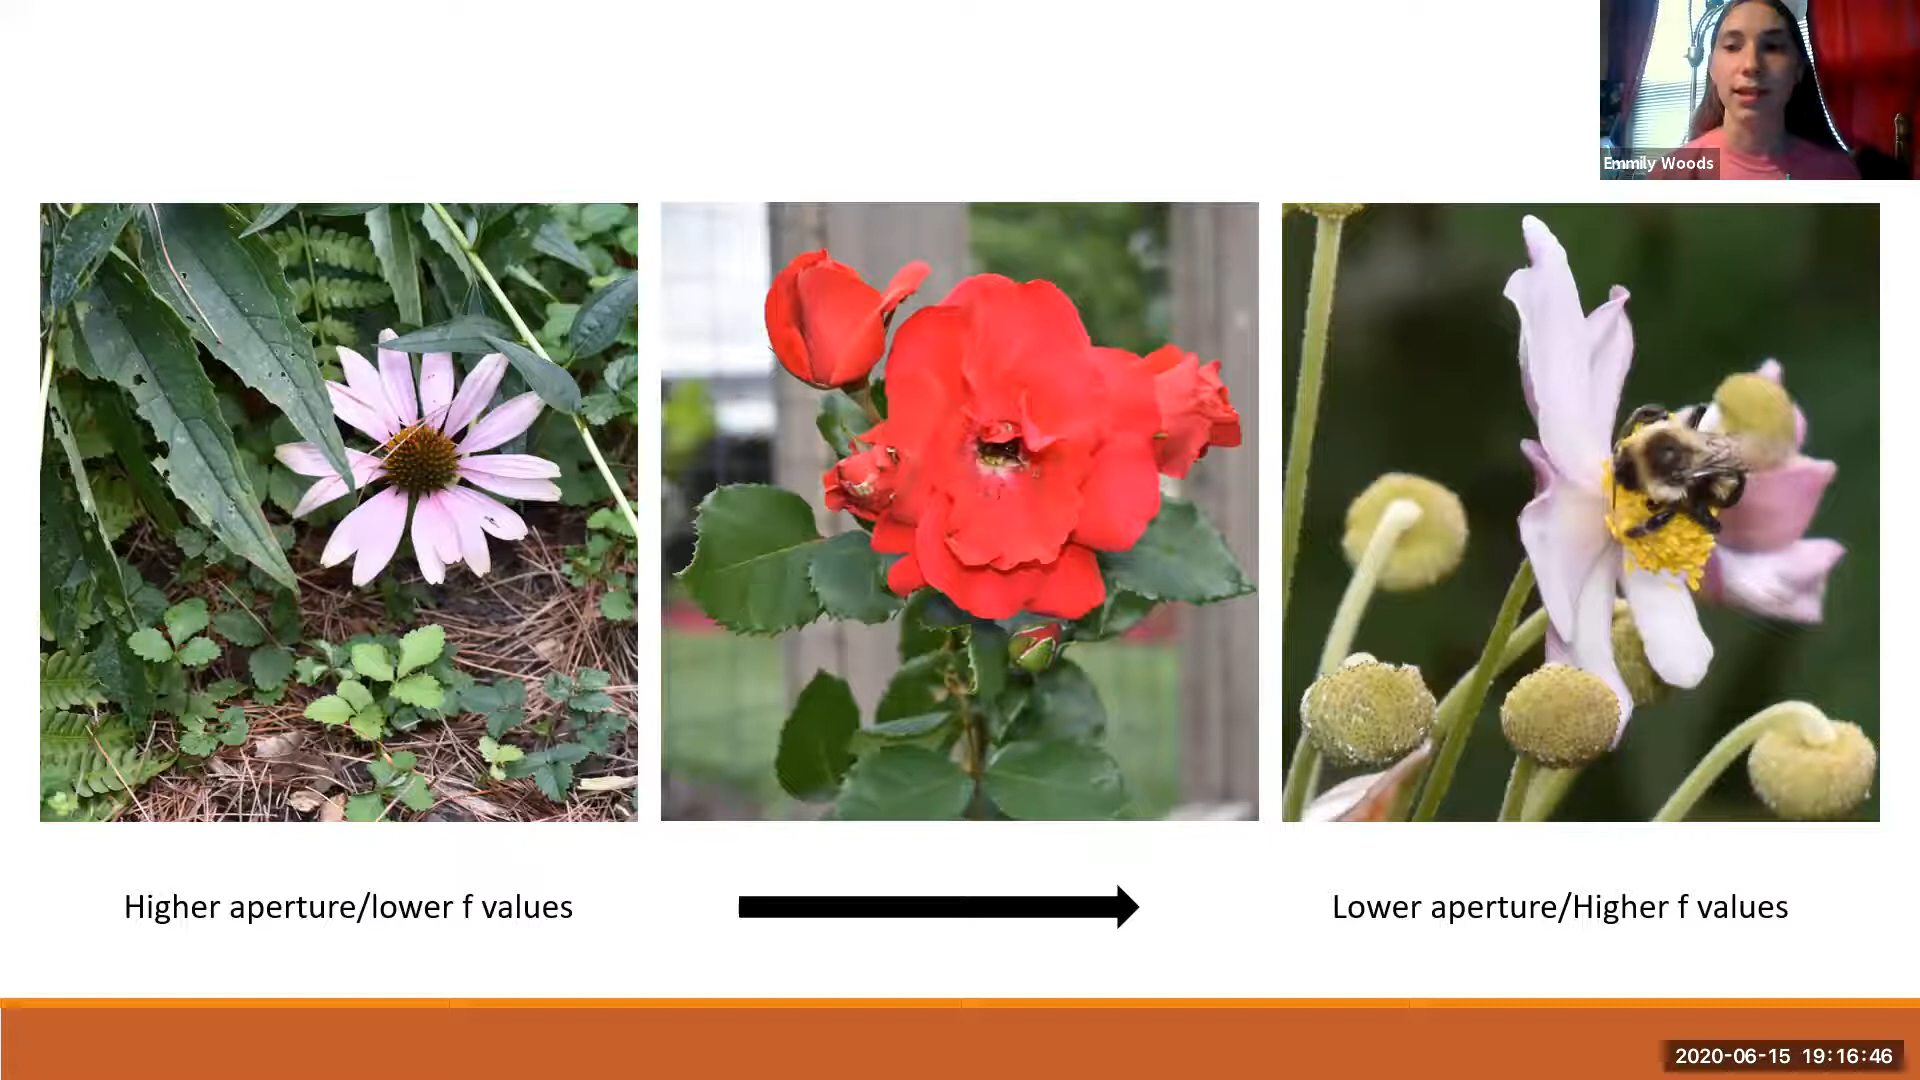 Emmily Woods
Higher aperture/lower f values
Lower aperture/Higher f values
2020-06-15 19:16:46